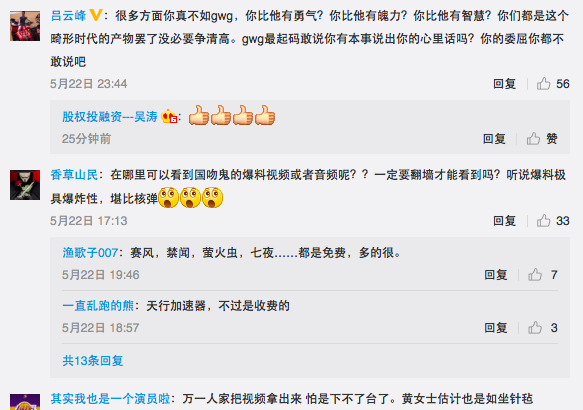 吕云峰：很多方面你真不如gwg，你比他有勇气？你比他有魄力？你比他有智慧？你们都是这个
畸形时代的产物罢了没必要争清高。gwg最起码敢说你有本事说出你的心里话吗？你的委屈你都不
敢说吧
5月22日 23:44
回复
56
股权投融资---吴涛：
25分钟前
回复
赞
香草山民：在哪里可以看到国吻鬼的爆料视频或者音频呢？？一定要翻墙才能看到吗？听说爆料极
具爆炸性，堪比核弹
5月22日 17:13
回复
33
渔歌子007：赛风，禁闻，萤火虫，七夜……都是免费，多的很。
5月22日 19:46
回复
7
一直乱跑的熊：天行加速器，不过是收费的
5月22日 18:57
回复
3
共13条回复
其实我也是一个演员啦：万一人家把视频拿出来 怕是下不了台了。黄女士估计也是如坐针毡